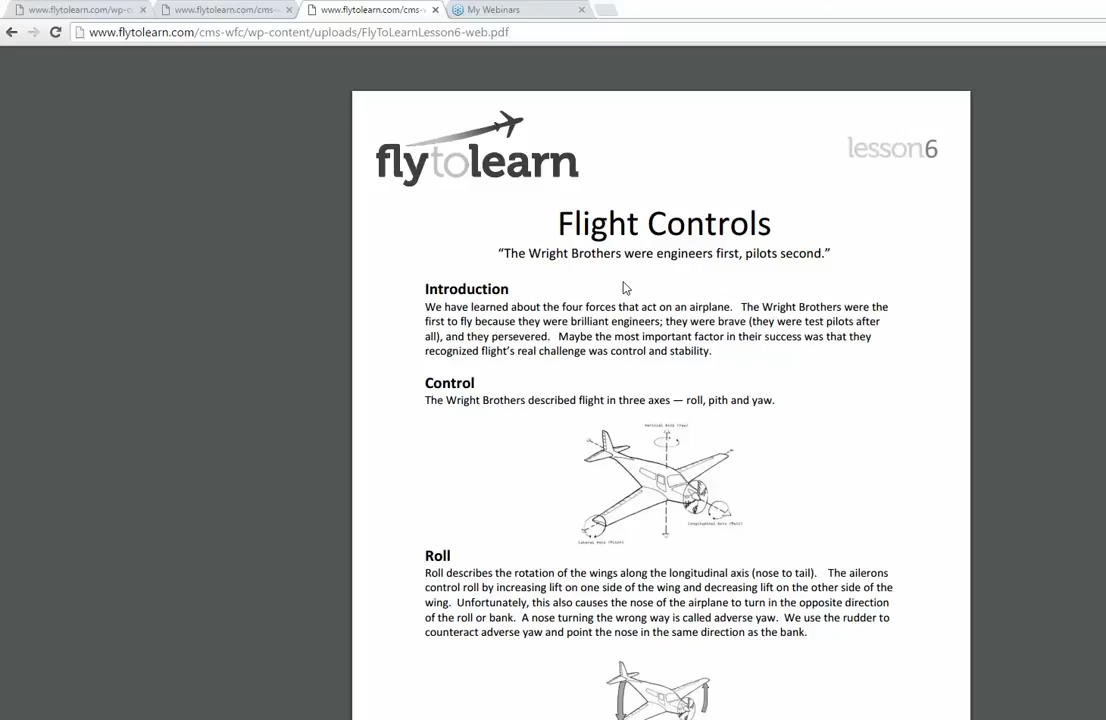 www.flytolearn.com/wp-c
www.flytolearn.com/cms-
www.flytolearn.com/cms-v
My Webinars
www.flytolearn.com/cms-wfc/wp-content/uploads/FlyToLearnLesson6-web.pdf
flytolearn
lesson6
Flight Controls
“The Wright Brothers were engineers first, pilots second.”
Introduction
We have learned about the four forces that act on an airplane. The Wright Brothers were the
first to fly because they were brilliant engineers; they were brave (they were test pilots after
all), and they persevered. Maybe the most important factor in their success was that they
recognized flight’s real challenge was control and stability.
Control
The Wright Brothers described flight in three axes — roll, pith and yaw.
Vertical Axis (Yaw)
Longitudinal Axis (Roll)
Lateral Axis (Pitch)
Roll
Roll describes the rotation of the wings along the longitudinal axis (nose to tail). The ailerons
control roll by increasing lift on one side of the wing and decreasing lift on the other side of the
wing. Unfortunately, this also causes the nose of the airplane to turn in the opposite direction
of the roll or bank. A nose turning the wrong way is called adverse yaw. We use the rudder to
counteract adverse yaw and point the nose in the same direction as the bank.